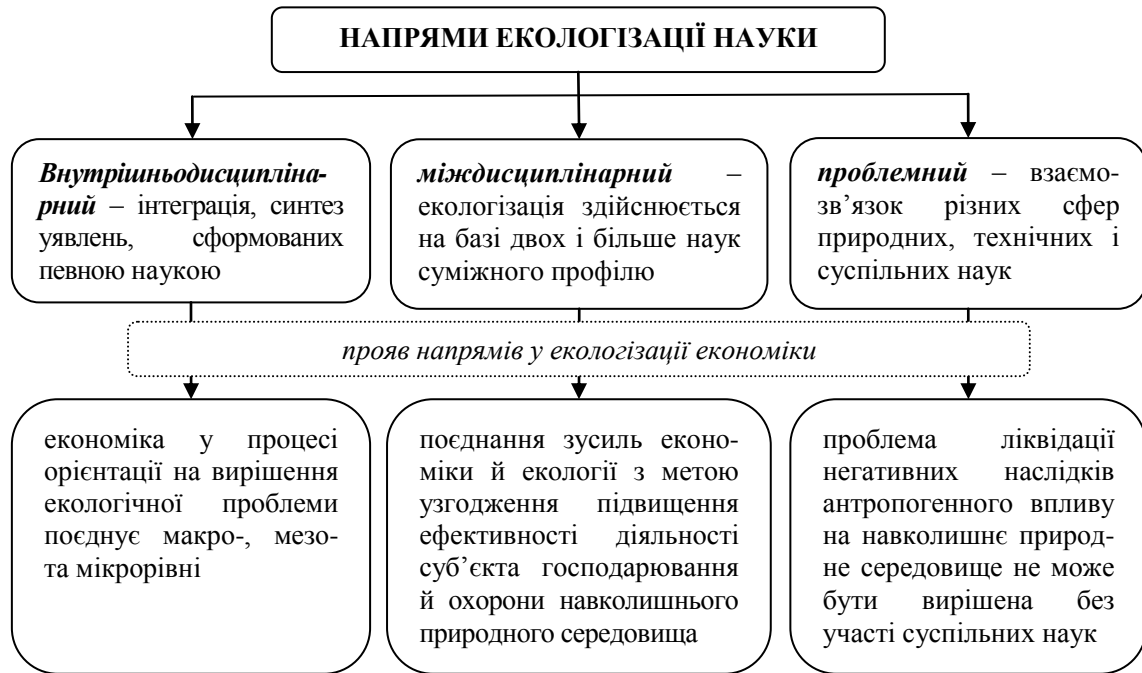 НАПРЯМИ ЕКОЛОГІЗАЦІЇ НАУКИ
Внутрішньодисципліна-
рний – інтеграція, синтез
уявлень, сформованих
певною наукою
міждисциплінарний –
екологізація здійснюється
на базі двох і більше наук
суміжного профілю
проблемний – взаємо-
зв’язок різних сфер
природних, технічних і
суспільних наук
прояв напрямів у екологізації економіки
економіка у процесі
орієнтації на вирішення
екологічної проблеми
поєднує макро-, мезо-
та мікрорівні
поєднання зусиль еконо-
міки й екології з метою
узгодження підвищення
ефективності діяльності
суб’єкта господарювання
й охорони навколишнього
природного середовища
проблема ліквідації
негативних наслідків
антропогенного впливу
на навколишнє природ-
не середовище не може
бути вирішена без
участі суспільних наук